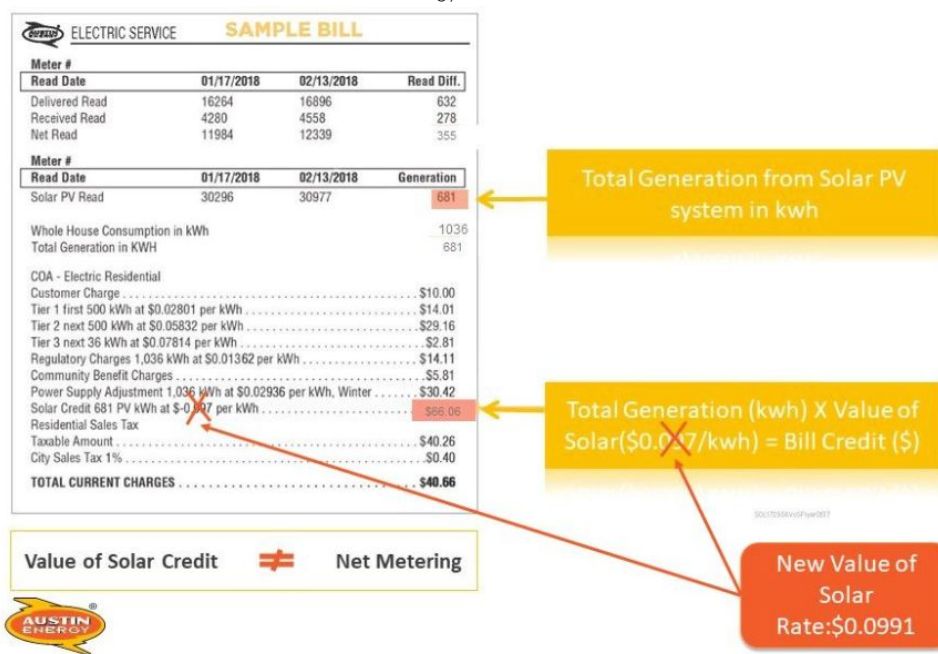 AUSTIN ELECTRIC SERVICE SAMPLE BILL
Meter #
Read Date 01/17/2018 02/13/2018 Read Diff.
Delivered Read 16264 16896 632
Received Read 4280 4558 278
Net Read 11984 12339 355
Meter #
Read Date 01/17/2018 02/13/2018 Generation
Solar PV Read 30296 30977 681
Whole House Consumption in kWh 1036
Total Generation in KWH 681
COA - Electric Residential
Customer Charge $10.00
Tier 1 first 500 kWh at $0.02801 per kWh $14.01
Tier 2 next 500 kWh at $0.05832 per kWh $29.16
Tier 3 next 36 kWh at $0.07814 per kWh $2.81
Regulatory Charges 1,036 kWh at $0.01362 per kWh $14.11
Community Benefit Charges $5.81
Power Supply Adjustment 1,036 kWh at $0.02936 per kWh, Winter $30.42
Solar Credit 681 PV kWh at $-0.097 per kWh $66.06
Residential Sales Tax
Taxable Amount $40.26
City Sales Tax 1% $0.40
TOTAL CURRENT CHARGES $40.66
Total Generation from Solar PV
system in kwh
Total Generation (kwh) X Value of
Solar($0.097/kwh) = Bill Credit ($)
New Value of
Solar
Rate:$0.0991
Value of Solar Credit ≠ Net Metering
AUSTIN
ENERGY
®